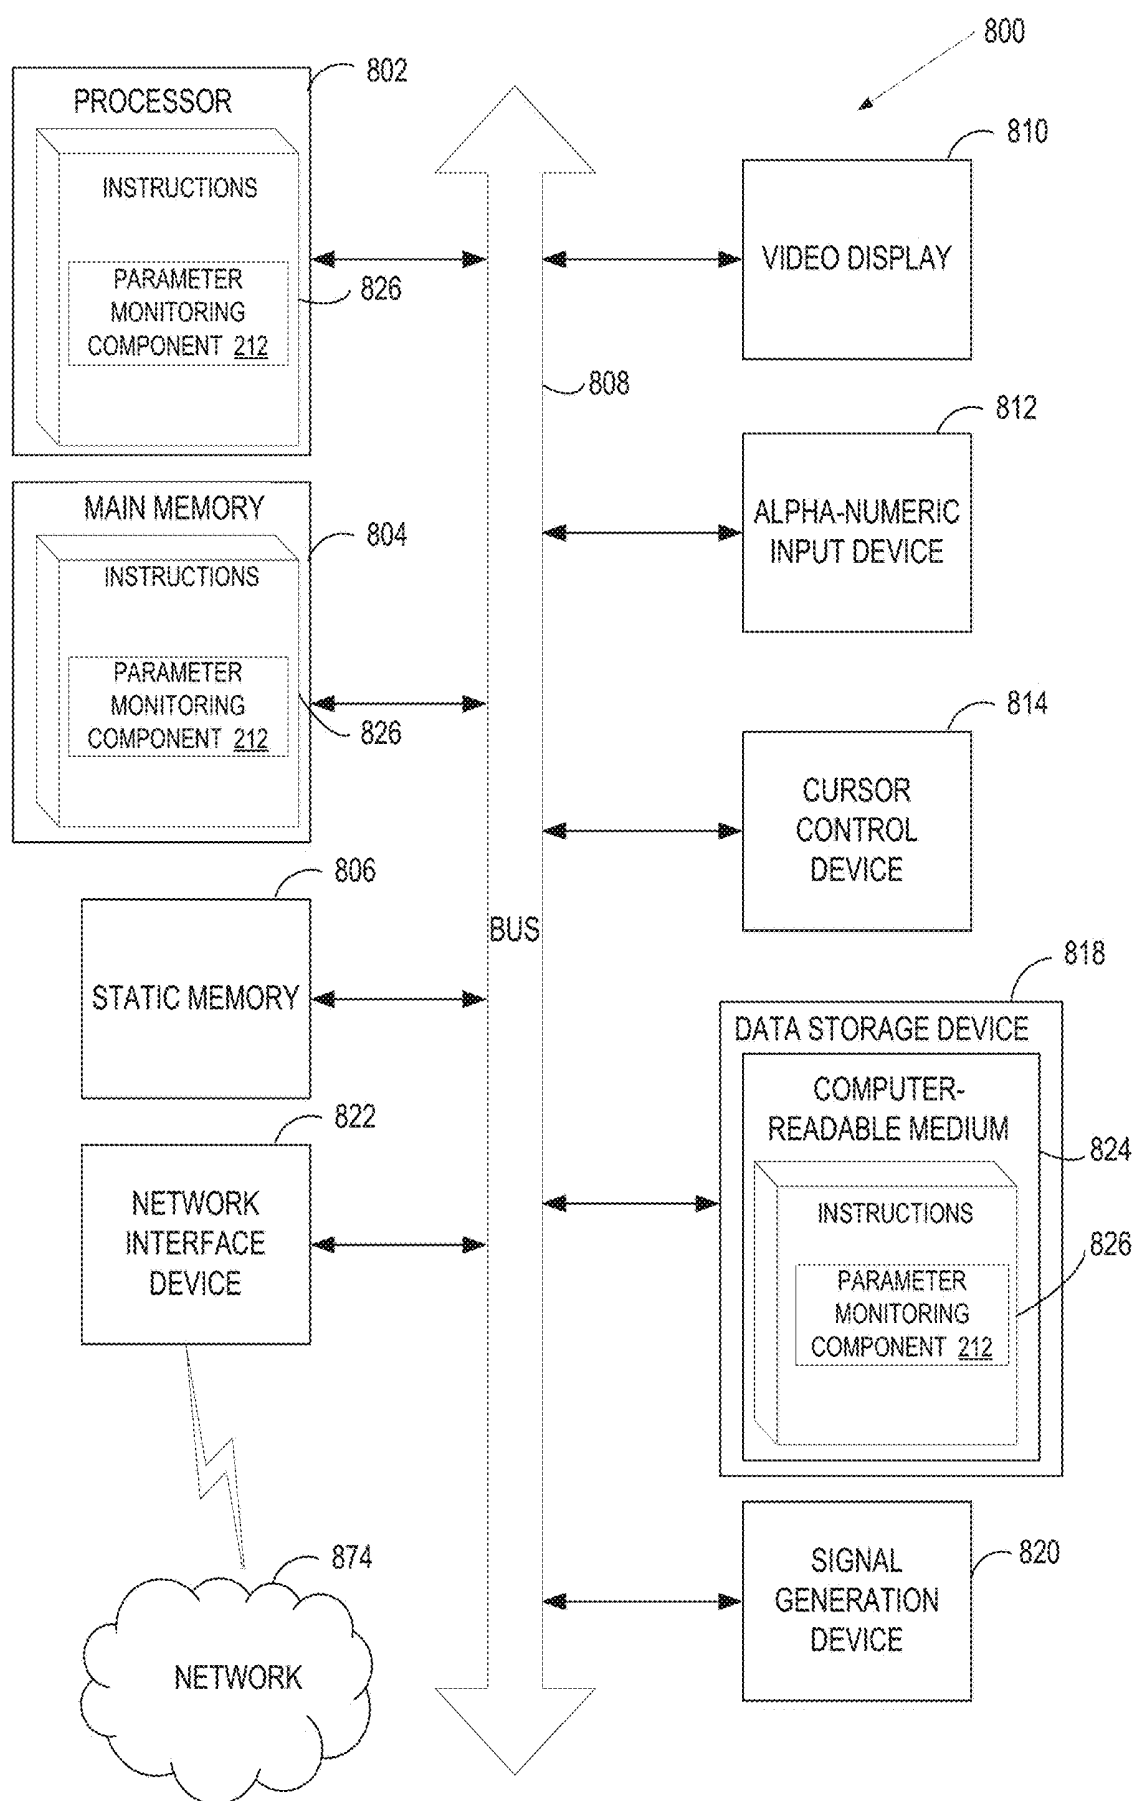 800
802
PROCESSOR
INSTRUCTIONS
PARAMETER
MONITORING
COMPONENT 212
826
MAIN MEMORY
804
INSTRUCTIONS
PARAMETER
MONITORING
COMPONENT 212
826
806
STATIC MEMORY
822
NETWORK
INTERFACE
DEVICE
874
NETWORK
808
BUS
810
VIDEO DISPLAY
812
ALPHA-NUMERIC
INPUT DEVICE
814
CURSOR
CONTROL
DEVICE
818
DATA STORAGE DEVICE
COMPUTER-
READABLE MEDIUM
824
INSTRUCTIONS
826
PARAMETER
MONITORING
COMPONENT 212
820
SIGNAL
GENERATION
DEVICE